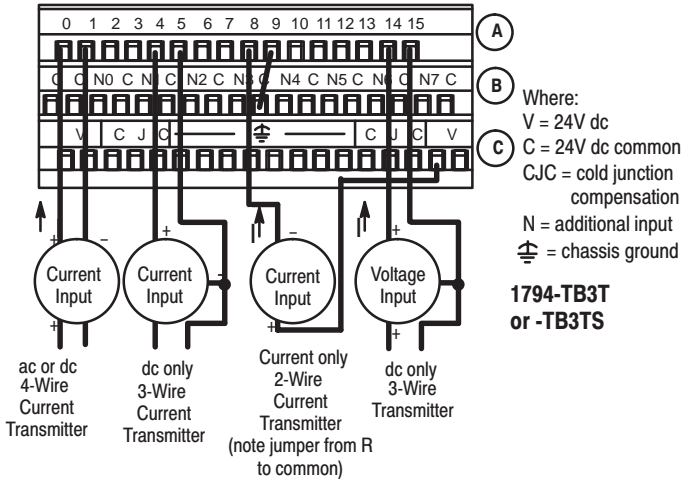 0 1 2 3 4 5 6 7 8 9 10 11 12 13 14 15
A
C C N0 C N1 C N2 C N3 C N4 C N5 C N6 C N7 C
B
V C J C C J C V
C
Where:
V = 24V dc
C = 24V dc common
CJC = cold junction
compensation
N = additional input
= chassis ground
1794-TB3T
or -TB3TS
I I I
+ – + – – + –
Current
Input
Current
Input
Current
Input
Voltage
Input
+ + + +
ac or dc
4-Wire
Current
Transmitter
dc only
3-Wire
Current
Transmitter
Current only
2-Wire
Current
Transmitter
(note jumper from R
to common)
dc only
3-Wire
Transmitter